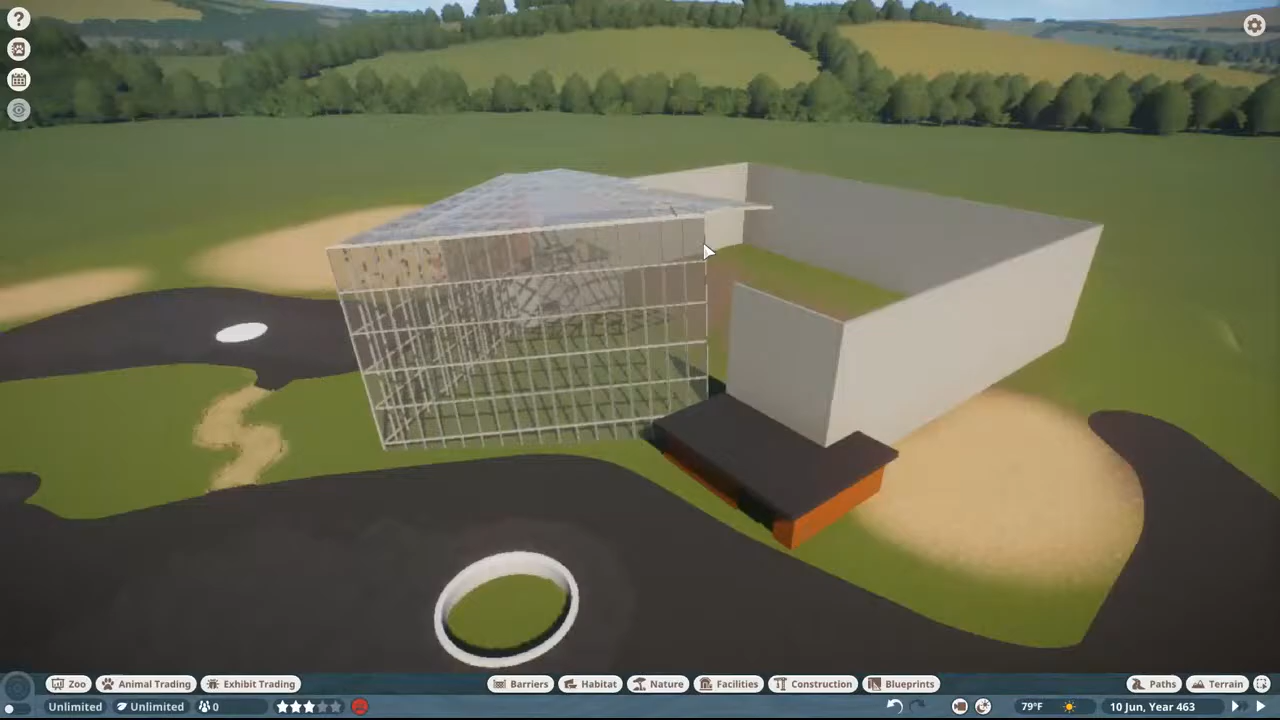 ?
Zoo Animal Trading Exhibit Trading Barriers Habitat Nature Facilities Construction Blueprints Paths Terrain
Unlimited Unlimited 0 79°F 10 Jun, Year 463